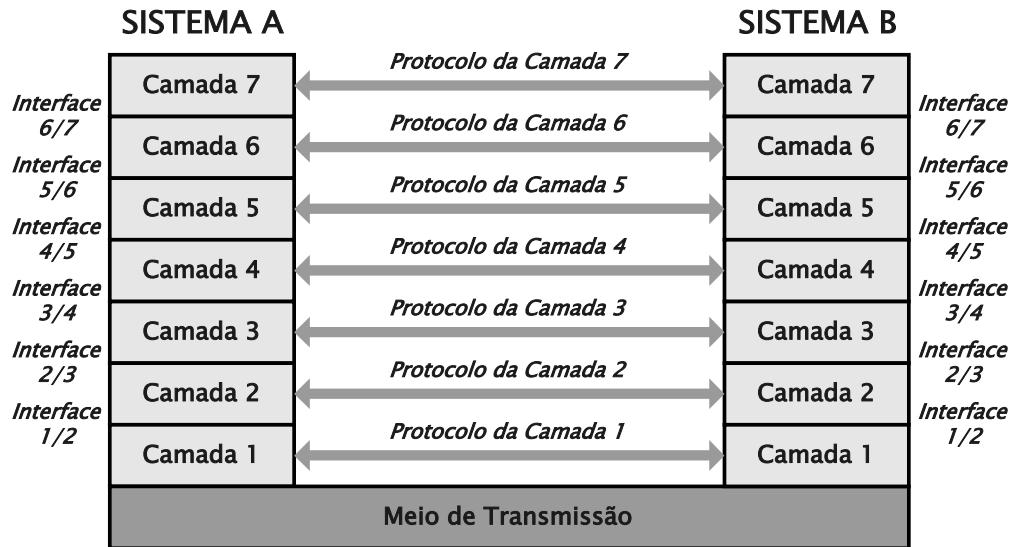 SISTEMA A
SISTEMA B
Protocolo da Camada 7
Camada 7
Camada 7
Interface
6/7
Interface
6/7
Protocolo da Camada 6
Camada 6
Camada 6
Interface
5/6
Interface
5/6
Protocolo da Camada 5
Camada 5
Camada 5
Interface
4/5
Interface
4/5
Protocolo da Camada 4
Camada 4
Camada 4
Interface
3/4
Interface
3/4
Protocolo da Camada 3
Camada 3
Camada 3
Interface
2/3
Interface
2/3
Protocolo da Camada 2
Camada 2
Camada 2
Interface
1/2
Interface
1/2
Protocolo da Camada 1
Camada 1
Camada 1
Meio de Transmissão